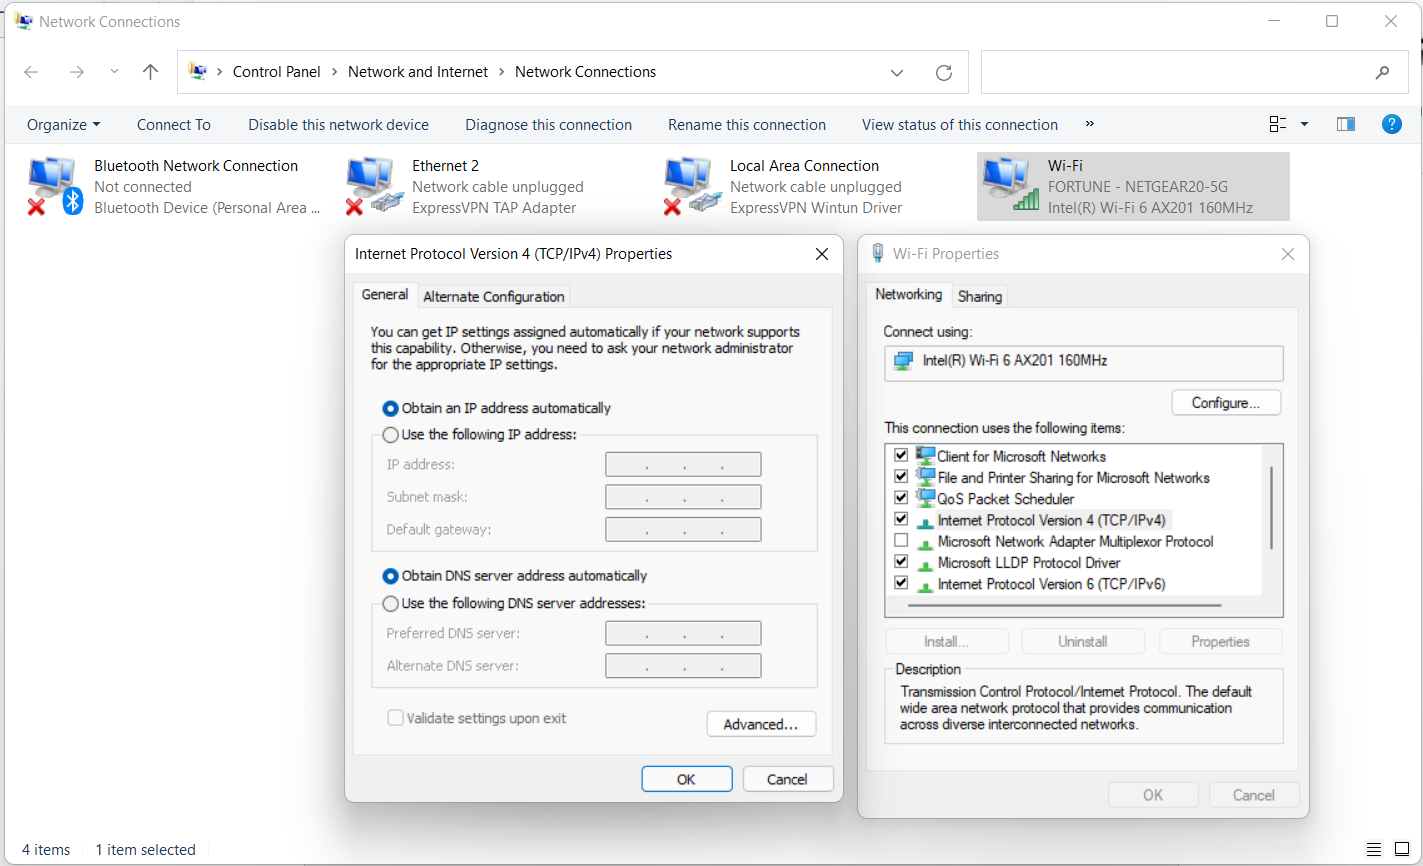 Network Connections
Control Panel > Network and Internet > Network Connections
Organize Connect To Disable this network device Diagnose this connection Rename this connection View status of this connection »
Bluetooth Network Connection
Not connected
Bluetooth Device (Personal Area ...
Ethernet 2
Network cable unplugged
ExpressVPN TAP Adapter
Local Area Connection
Network cable unplugged
ExpressVPN Wintun Driver
Wi-Fi
FORTUNE - NETGEAR20-5G
Intel(R) Wi-Fi 6 AX201 160MHz
Internet Protocol Version 4 (TCP/IPv4) Properties
General Alternate Configuration
You can get IP settings assigned automatically if your network supports
this capability. Otherwise, you need to ask your network administrator
for the appropriate IP settings.
Obtain an IP address automatically
Use the following IP address:
IP address:
Subnet mask:
Default gateway:
Obtain DNS server address automatically
Use the following DNS server addresses:
Preferred DNS server:
Alternate DNS server:
Validate settings upon exit
Advanced...
OK Cancel
Wi-Fi Properties
Networking Sharing
Connect using:
Intel(R) Wi-Fi 6 AX201 160MHz
Configure...
This connection uses the following items:
Client for Microsoft Networks
File and Printer Sharing for Microsoft Networks
QoS Packet Scheduler
Internet Protocol Version 4 (TCP/IPv4)
Microsoft Network Adapter Multiplexor Protocol
Microsoft LLDP Protocol Driver
Internet Protocol Version 6 (TCP/IPv6)
Install... Uninstall Properties
Description
Transmission Control Protocol/Internet Protocol. The default
wide area network protocol that provides communication
across diverse interconnected networks.
OK Cancel
4 items 1 item selected